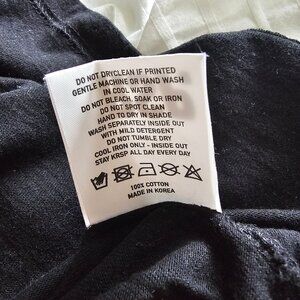 DO NOT DRYCLEAN IF PRINTED
GENTLE MACHINE OR HAND WASH
IN COOL WATER
DO NOT BLEACH, SOAK OR IRON
DO NOT SPOT CLEAN
HAND TO DRY IN SHADE
WASH SEPARATELY INSIDE OUT
WITH MILD DETERGENT
DO NOT TUMBLE DRY
COOL IRON ONLY - INSIDE OUT
STAY KRSP ALL DAY EVERY DAY
100% COTTON
MADE IN KOREA